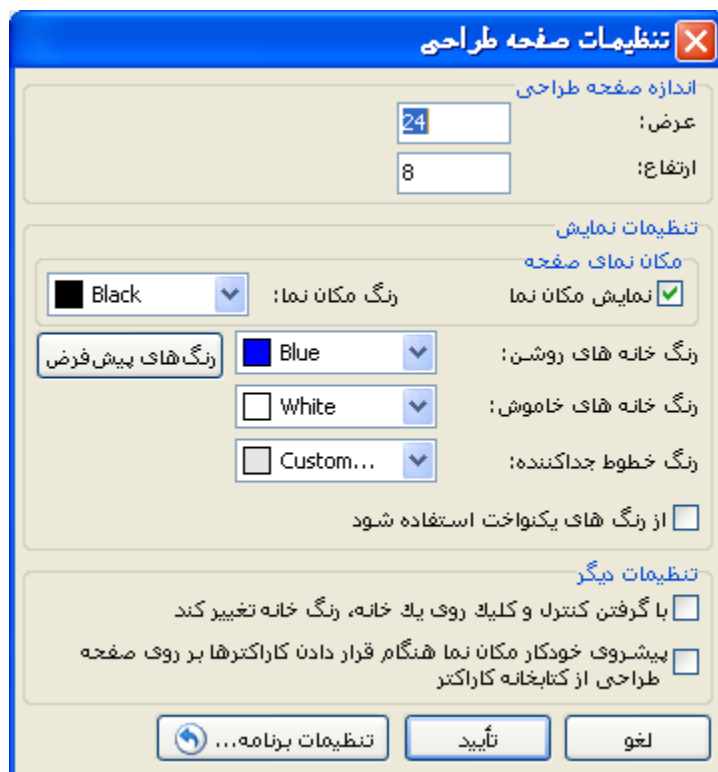 تنظیمات صفحه طراحی
اندازه صفحه طراحی
عرض:
24
ارتفاع:
8
تنظیمات نمایش
مکان نمای صفحه
نمایش مکان نما
رنگ مکان نما:
Black
رنگ خانه های روشن:
Blue
رنگ‌های پیش‌فرض
رنگ خانه های خاموش:
White
رنگ خطوط جداکننده:
Custom...
از رنگ های یکنواخت استفاده شود
تنظیمات دیگر
با گرفتن کنترل و کلیك روی یك خانه، رنگ خانه تغییر کند
پیشروی خودکار مکان نما هنگام قرار دادن کاراکترها بر روی صفحه
طراحی از کتابخانه کاراکتر
لغو
تأیید
تنظیمات برنامه...